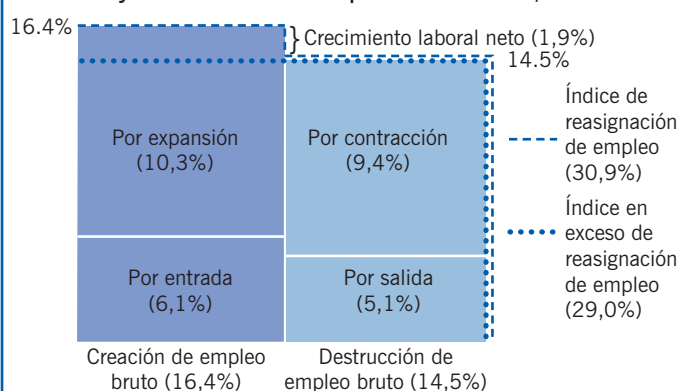 16.4%
Crecimiento laboral neto (1,9%)
14.5%
Por expansión
(10,3%)
Por contracción
(9,4%)
Por entrada
(6,1%)
Por salida
(5,1%)
Índice de
reasignación
de empleo
(30,9%)
Índice en
exceso de
reasignación
de empleo
(29,0%)
Creación de empleo
bruto (16,4%)
Destrucción de
empleo bruto (14,5%)